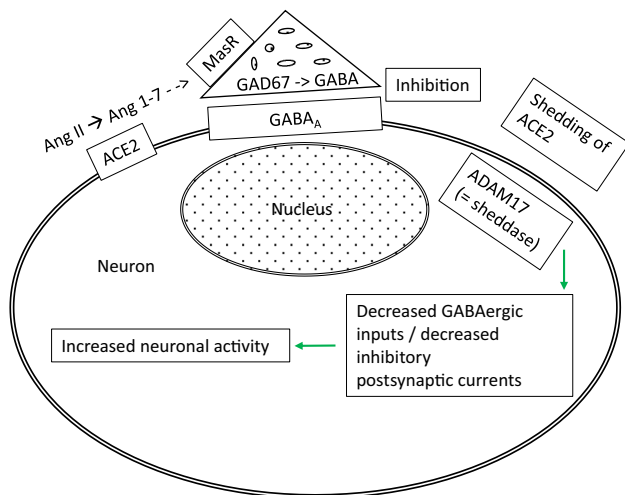 Ang II → Ang 1-7 - ->
MasR
GAD67 -> GABA
Inhibition
Shedding of
ACE2
ACE2
GABA_A
ADAM17
(= sheddase)
Nucleus
Neuron
Decreased GABAergic
inputs / decreased
inhibitory
postsynaptic currents
Increased neuronal activity